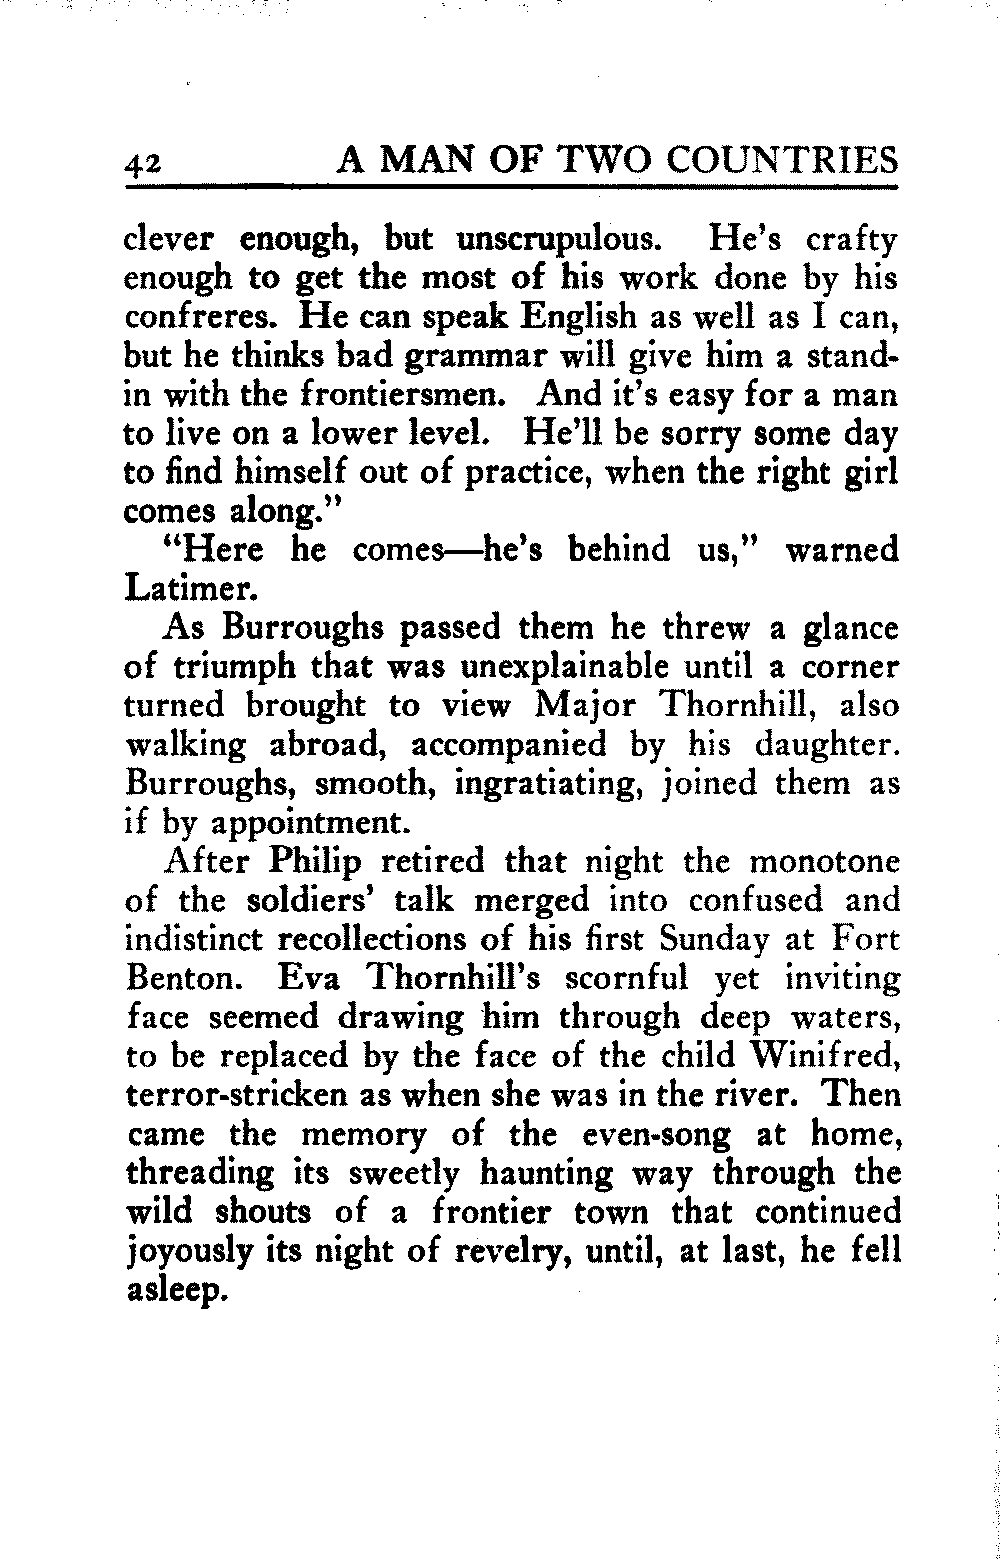 42 A MAN OF TWO COUNTRIES
clever enough, but unscrupulous. He's crafty
enough to get the most of his work done by his
confreres. He can speak English as well as I can,
but he thinks bad grammar will give him a stand-
in with the frontiersmen. And it's easy for a man
to live on a lower level. He'll be sorry some day
to find himself out of practice, when the right girl
comes along."
"Here he comes—he's behind us," warned
Latimer.
As Burroughs passed them he threw a glance
of triumph that was unexplainable until a corner
turned brought to view Major Thornhill, also
walking abroad, accompanied by his daughter.
Burroughs, smooth, ingratiating, joined them as
if by appointment.
After Philip retired that night the monotone
of the soldiers' talk merged into confused and
indistinct recollections of his first Sunday at Fort
Benton. Eva Thornhill's scornful yet inviting
face seemed drawing him through deep waters,
to be replaced by the face of the child Winifred,
terror-stricken as when she was in the river. Then
came the memory of the even-song at home,
threading its sweetly haunting way through the
wild shouts of a frontier town that continued
joyously its night of revelry, until, at last, he fell
asleep.